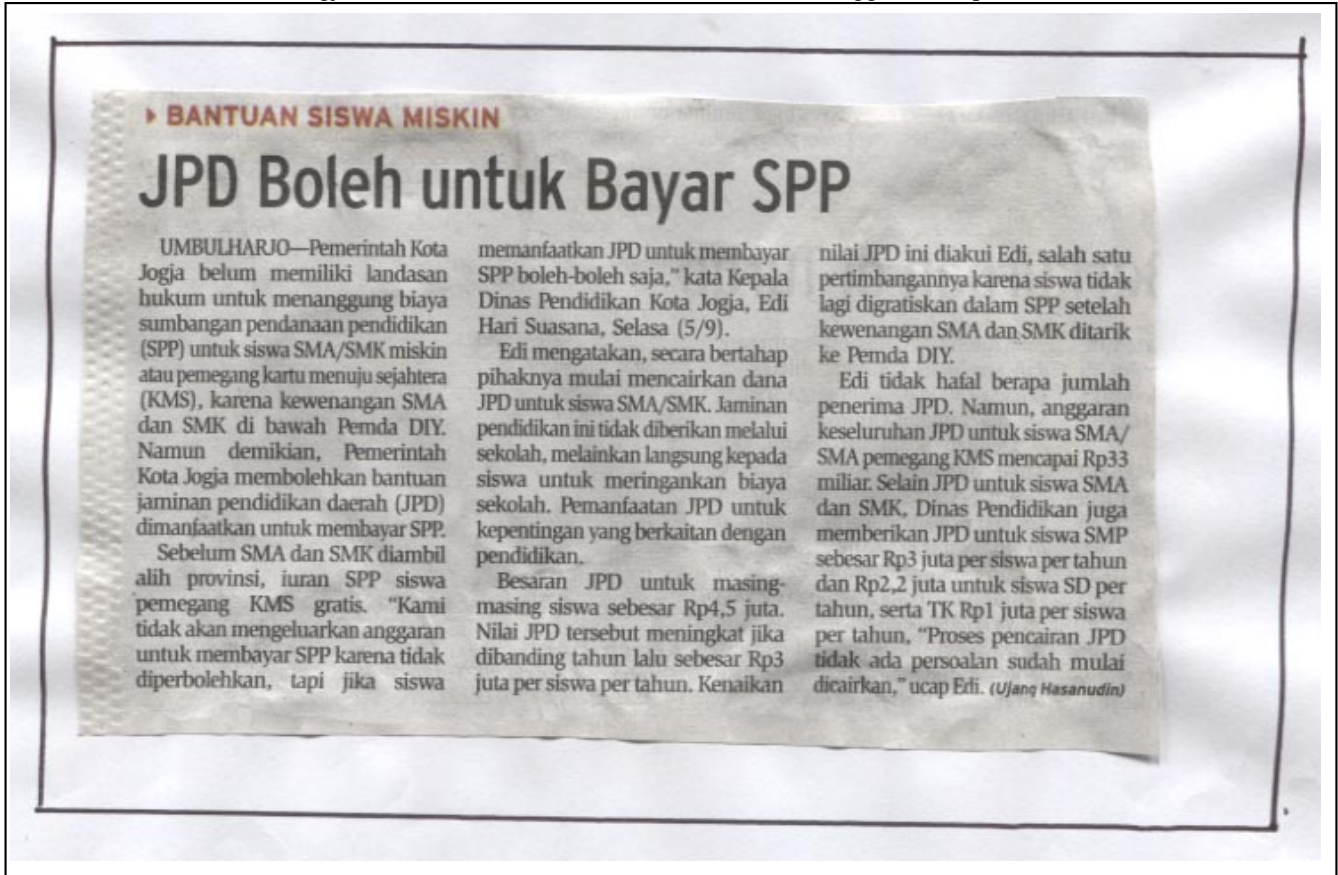 ▸ BANTUAN SISWA MISKIN
JPD Boleh untuk Bayar SPP
UMBULHARJO—Pemerintah Kota
Jogja belum memiliki landasan
hukum untuk menanggung biaya
sumbangan pendanaan pendidikan
(SPP) untuk siswa SMA/SMK miskin
atau pemegang kartu menuju sejahtera
(KMS), karena kewenangan SMA
dan SMK di bawah Pemda DIY.
Namun demikian, Pemerintah
Kota Jogja membolehkan bantuan
jaminan pendidikan daerah (JPD)
dimanfaatkan untuk membayar SPP.
Sebelum SMA dan SMK diambil
alih provinsi, iuran SPP siswa
pemegang KMS gratis. "Kami
tidak akan mengeluarkan anggaran
untuk membayar SPP karena tidak
diperbolehkan, tapi jika siswa
memanfaatkan JPD untuk membayar
SPP boleh-boleh saja," kata Kepala
Dinas Pendidikan Kota Jogja, Edi
Hari Suasana, Selasa (5/9).
Edi mengatakan, secara bertahap
pihaknya mulai mencairkan dana
JPD untuk siswa SMA/SMK. Jaminan
pendidikan ini tidak diberikan melalui
sekolah, melainkan langsung kepada
siswa untuk meringankan biaya
sekolah. Pemanfaatan JPD untuk
kepentingan yang berkaitan dengan
pendidikan.
Besaran JPD untuk masing-
masing siswa sebesar Rp4,5 juta.
Nilai JPD tersebut meningkat jika
dibanding tahun lalu sebesar Rp3
juta per siswa per tahun. Kenaikan
nilai JPD ini diakui Edi, salah satu
pertimbangannya karena siswa tidak
lagi digratiskan dalam SPP setelah
kewenangan SMA dan SMK ditarik
ke Pemda DIY.
Edi tidak hafal berapa jumlah
penerima JPD. Namun, anggaran
keseluruhan JPD untuk siswa SMA/
SMA pemegang KMS mencapai Rp33
miliar. Selain JPD untuk siswa SMA
dan SMK, Dinas Pendidikan juga
memberikan JPD untuk siswa SMP
sebesar Rp3 juta per siswa per tahun
dan Rp2,2 juta untuk siswa SD per
tahun, serta TK Rp1 juta per siswa
per tahun, "Proses pencairan JPD
tidak ada persoalan sudah mulai
dicairkan," ucap Edi. (Ujang Hasanudin)